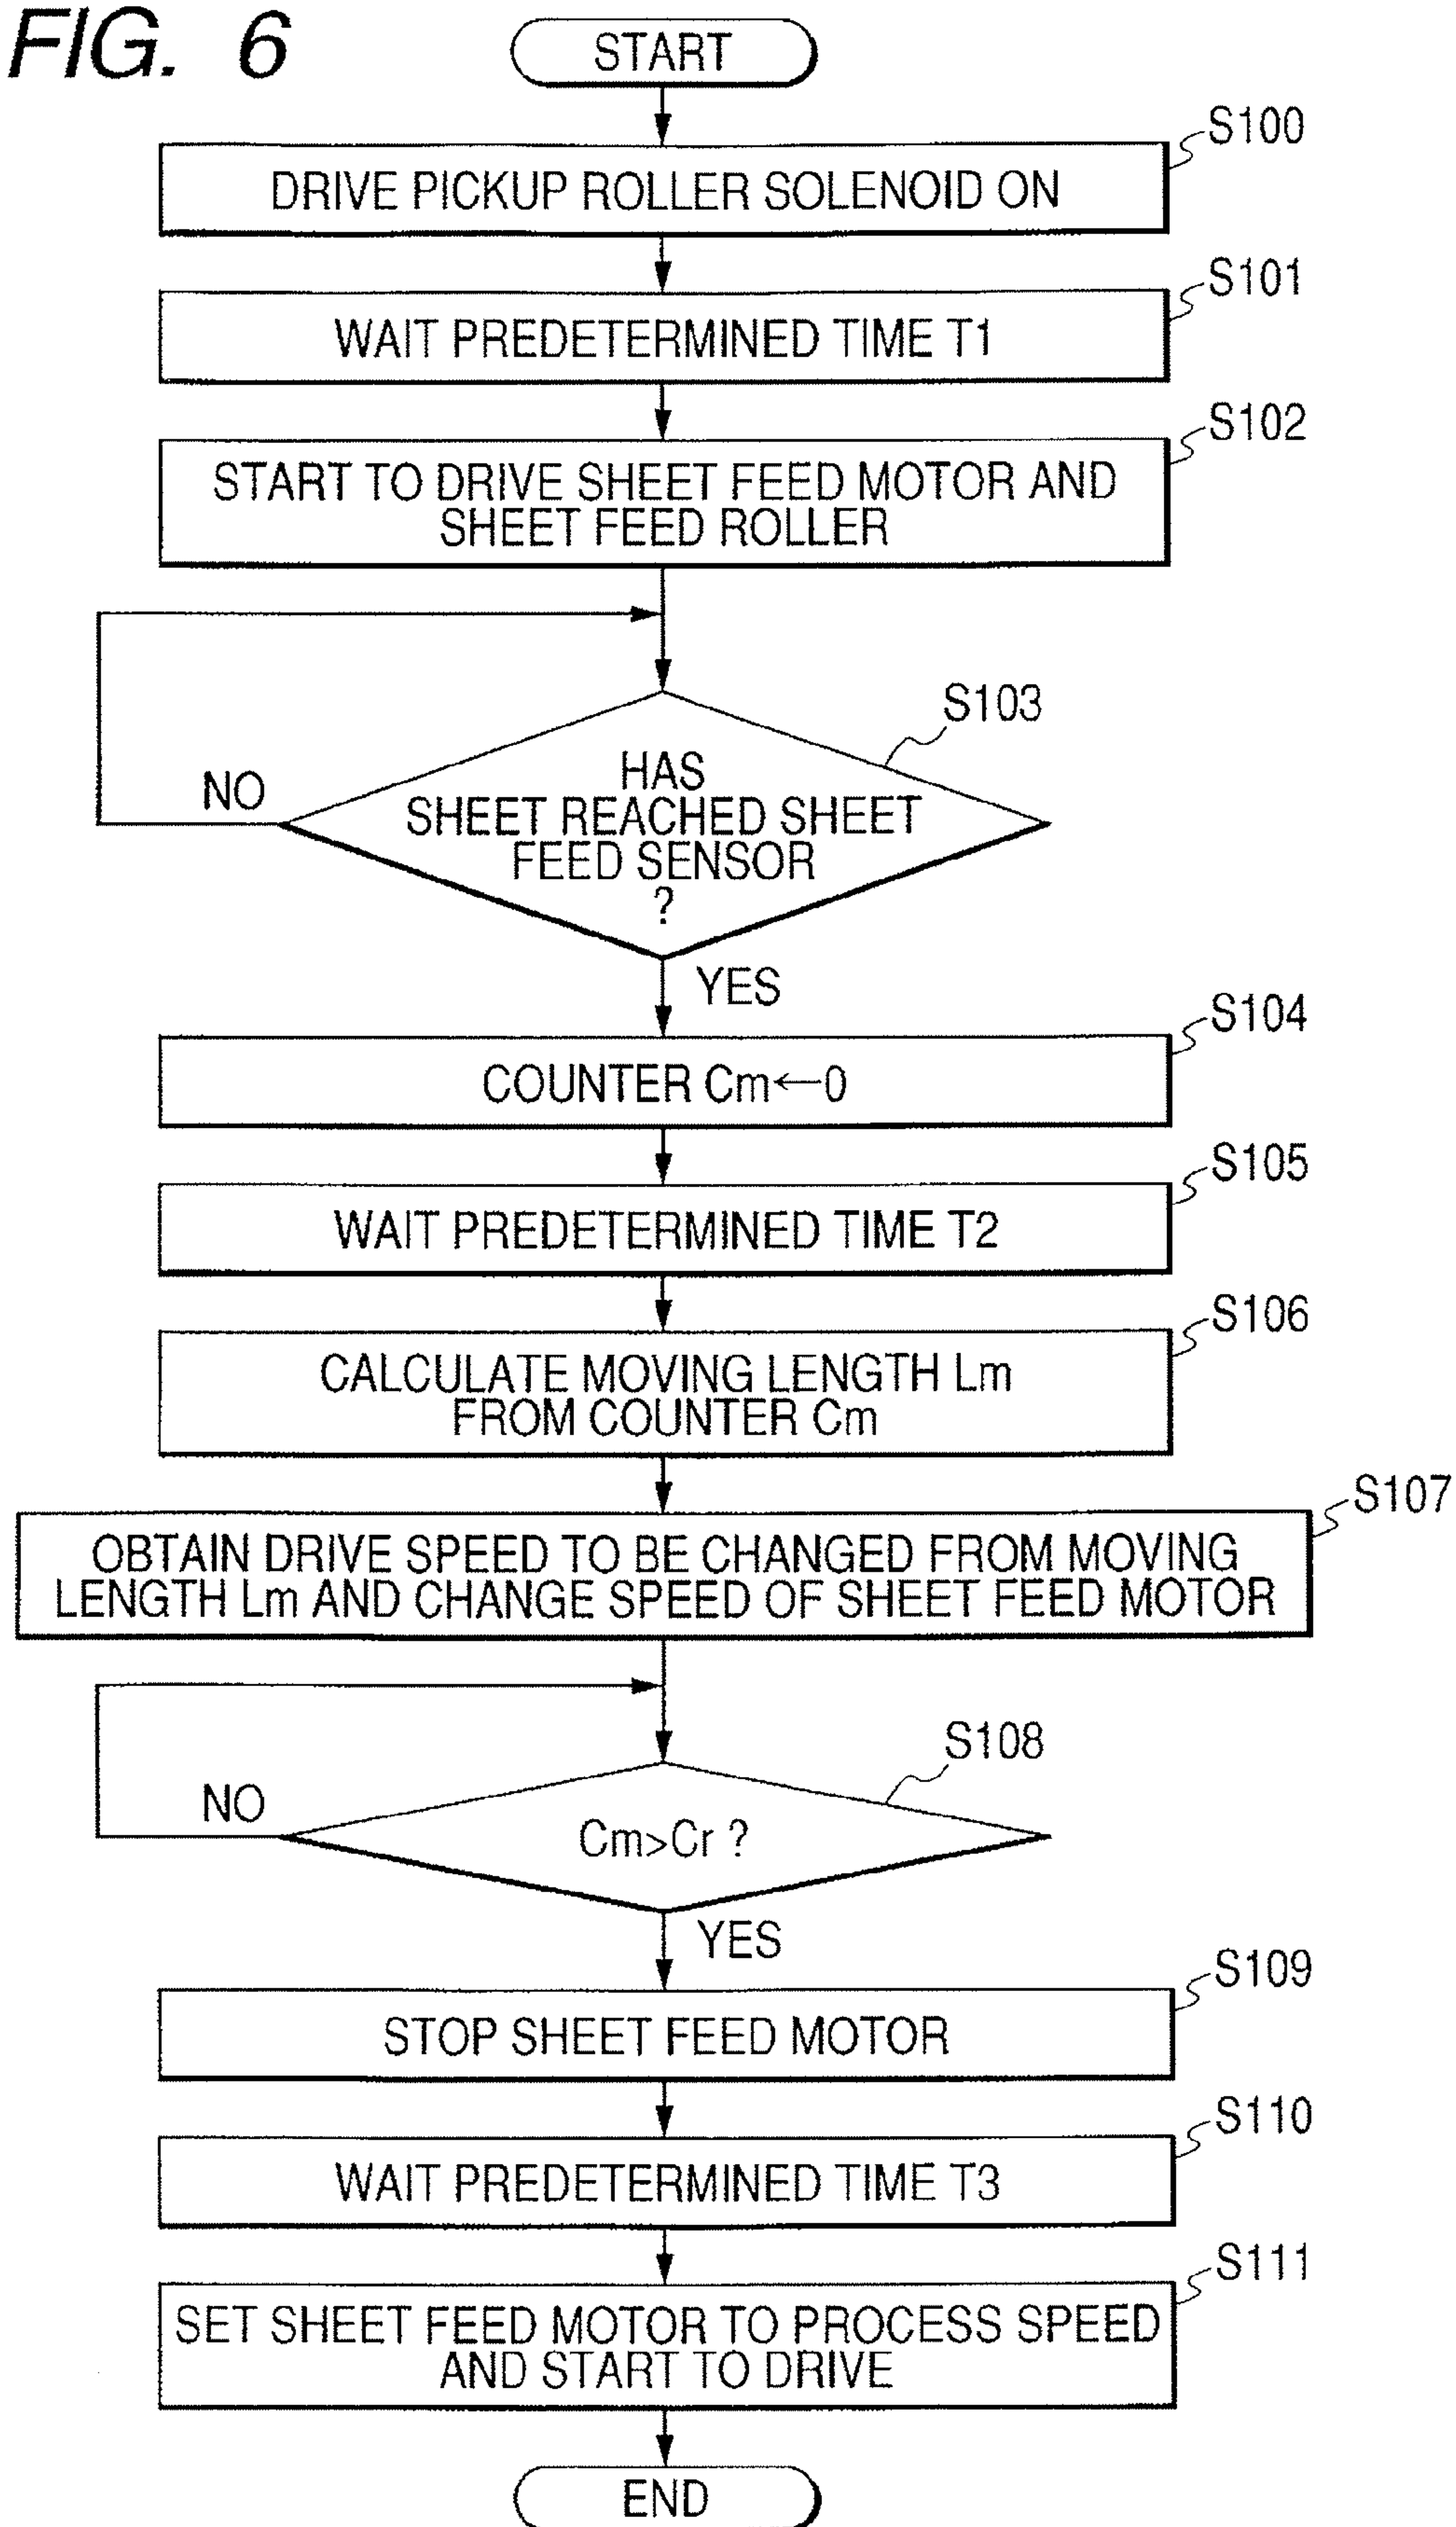 FIG. 6
START
S100
DRIVE PICKUP ROLLER SOLENOID ON
S101
WAIT PREDETERMINED TIME T1
S102
START TO DRIVE SHEET FEED MOTOR AND
SHEET FEED ROLLER
S103
HAS
SHEET REACHED SHEET
FEED SENSOR
?
NO
YES
S104
COUNTER Cm←0
S105
WAIT PREDETERMINED TIME T2
S106
CALCULATE MOVING LENGTH Lm
FROM COUNTER Cm
S107
OBTAIN DRIVE SPEED TO BE CHANGED FROM MOVING
LENGTH Lm AND CHANGE SPEED OF SHEET FEED MOTOR
S108
NO
Cm>Cr ?
YES
S109
STOP SHEET FEED MOTOR
S110
WAIT PREDETERMINED TIME T3
S111
SET SHEET FEED MOTOR TO PROCESS SPEED
AND START TO DRIVE
END